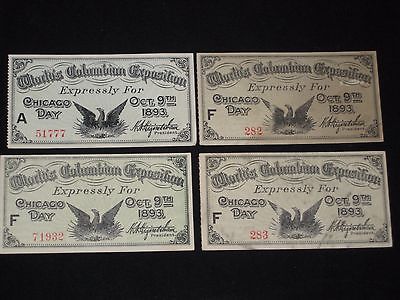 World's Columbian Exposition
Expressly For
Chicago Day
Oct. 9TH 1893.
A
51777
President.
World's Columbian Exposition
Expressly For
Chicago Day
Oct. 9TH 1893.
F
282
President.
World's Columbian Exposition
Expressly For
Chicago Day
Oct. 9TH 1893.
F
71932
President.
World's Columbian Exposition
Expressly For
Chicago Day
Oct. 9TH 1893.
F
283
President.